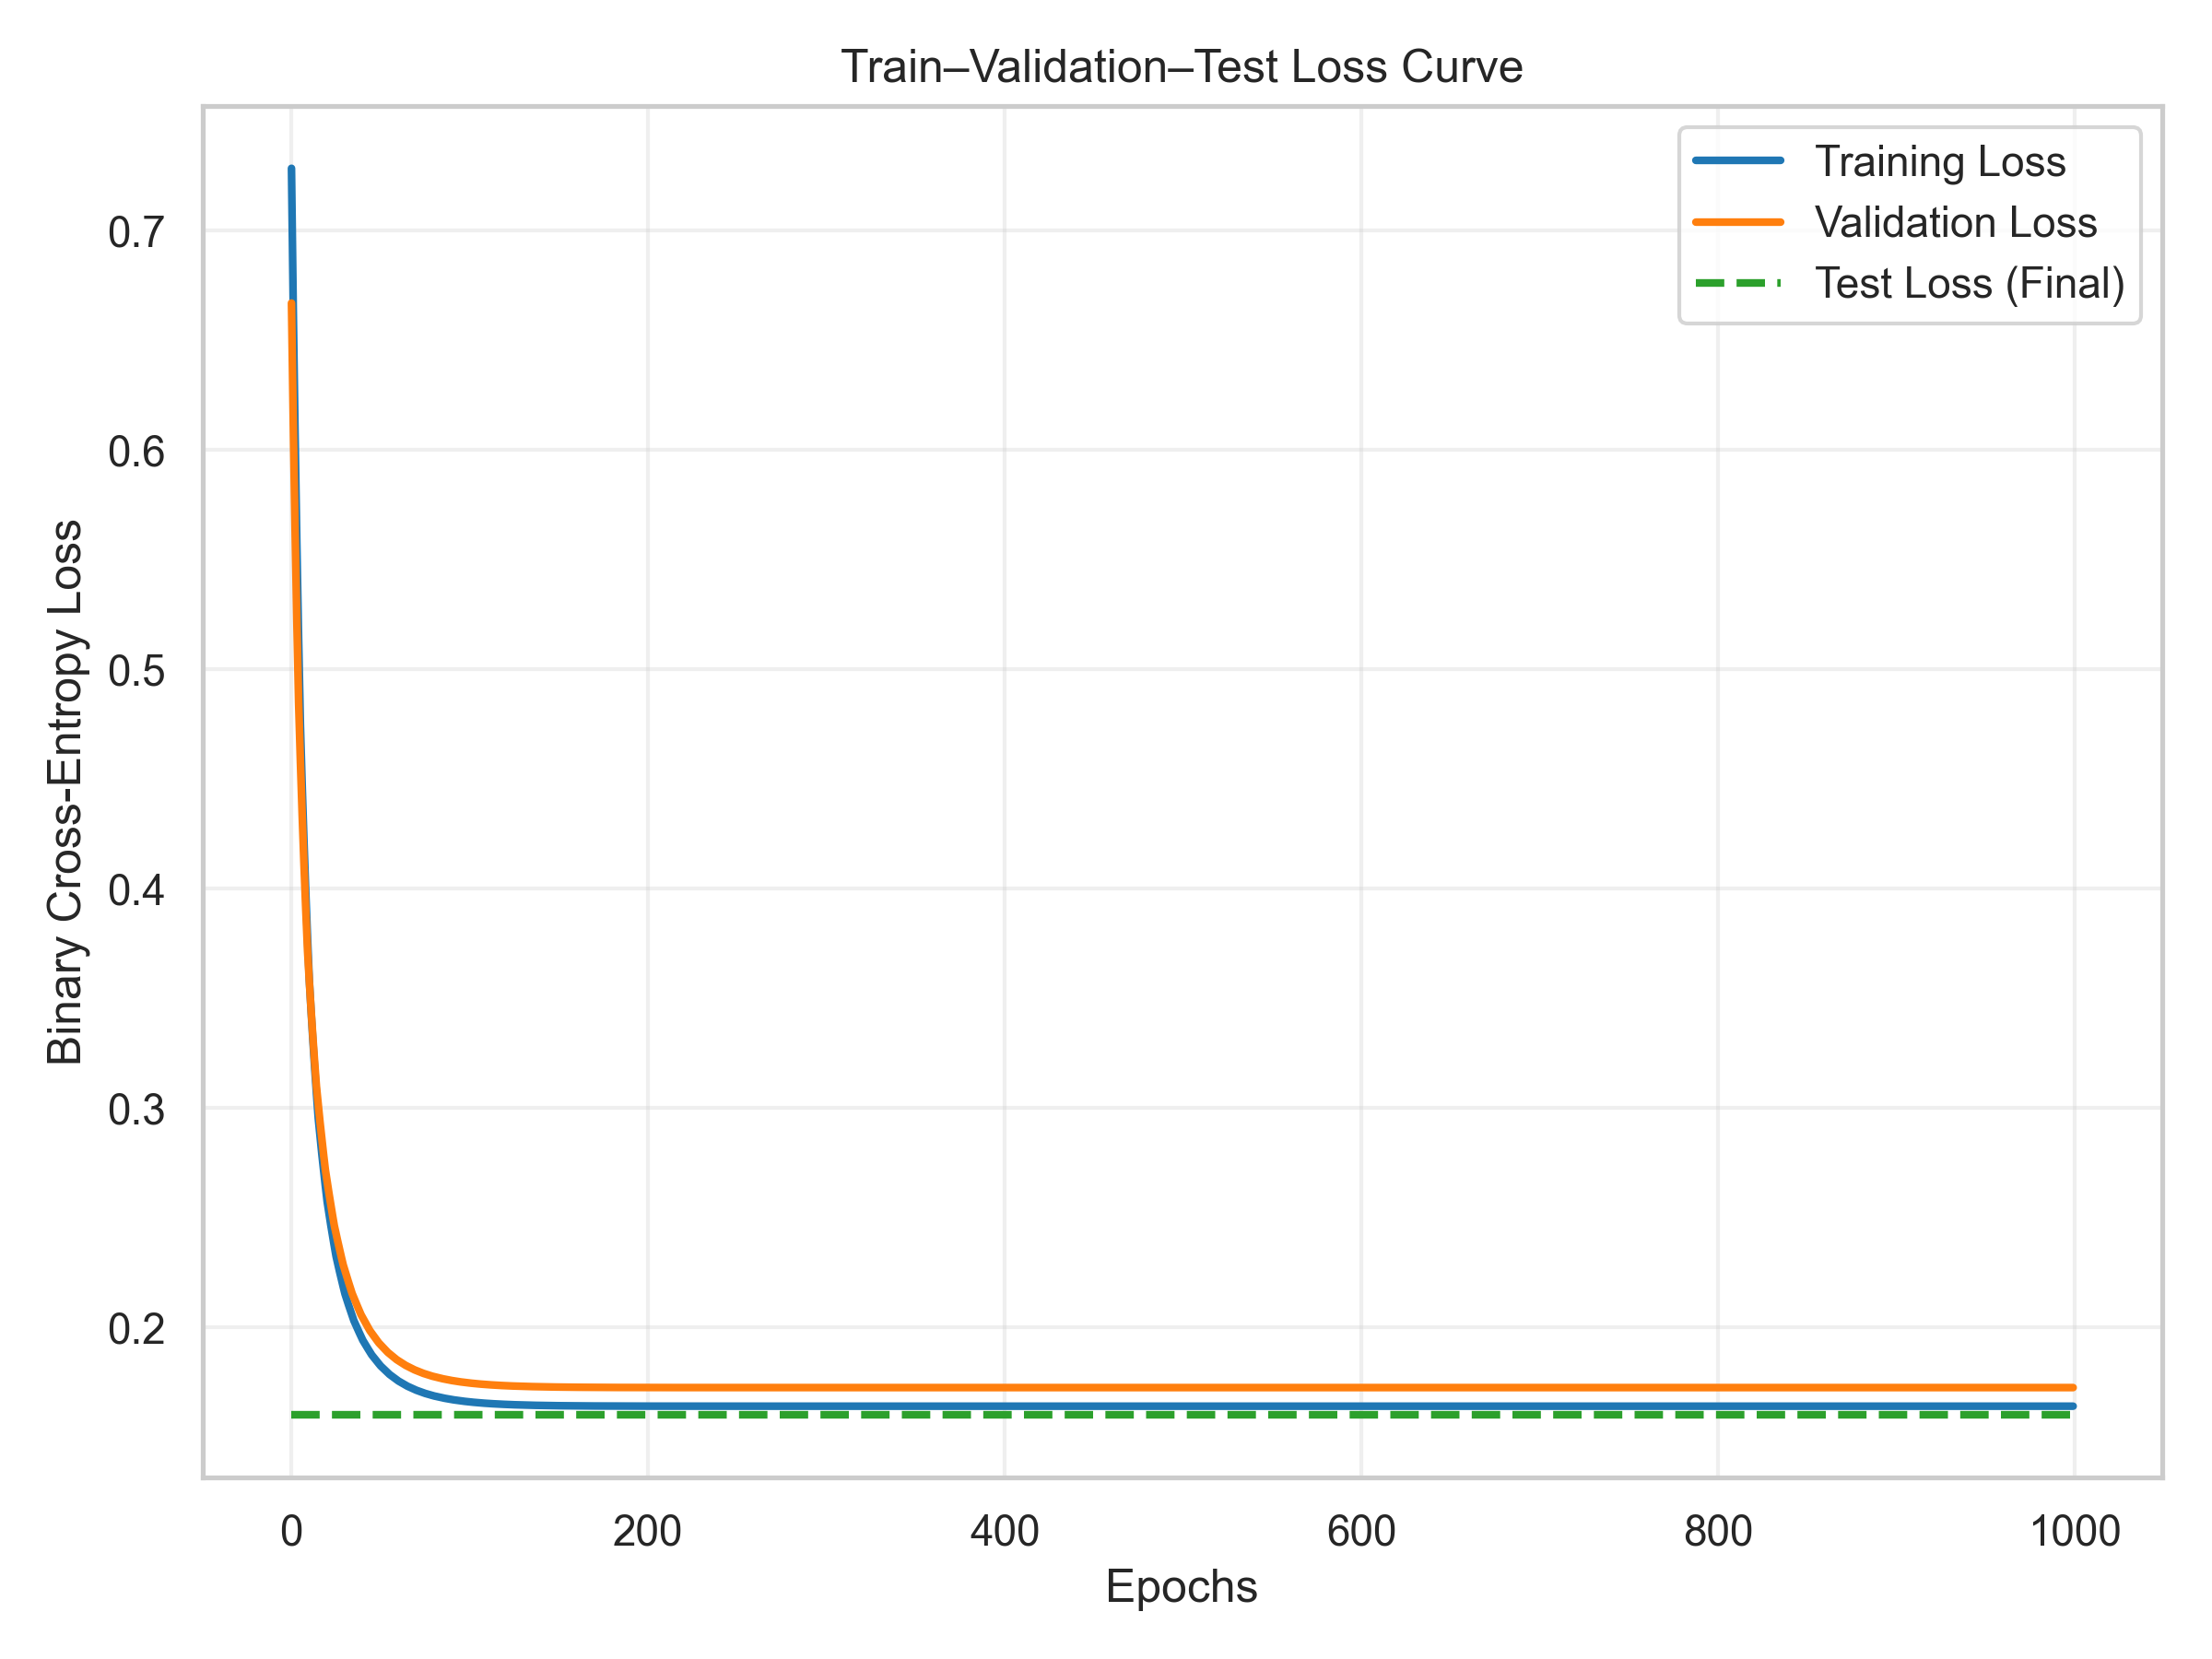 Train–Validation–Test Loss Curve
Training Loss
Validation Loss
Test Loss (Final)
Binary Cross-Entropy Loss
0.7
0.6
0.5
0.4
0.3
0.2
0 200 400 600 800 1000
Epochs